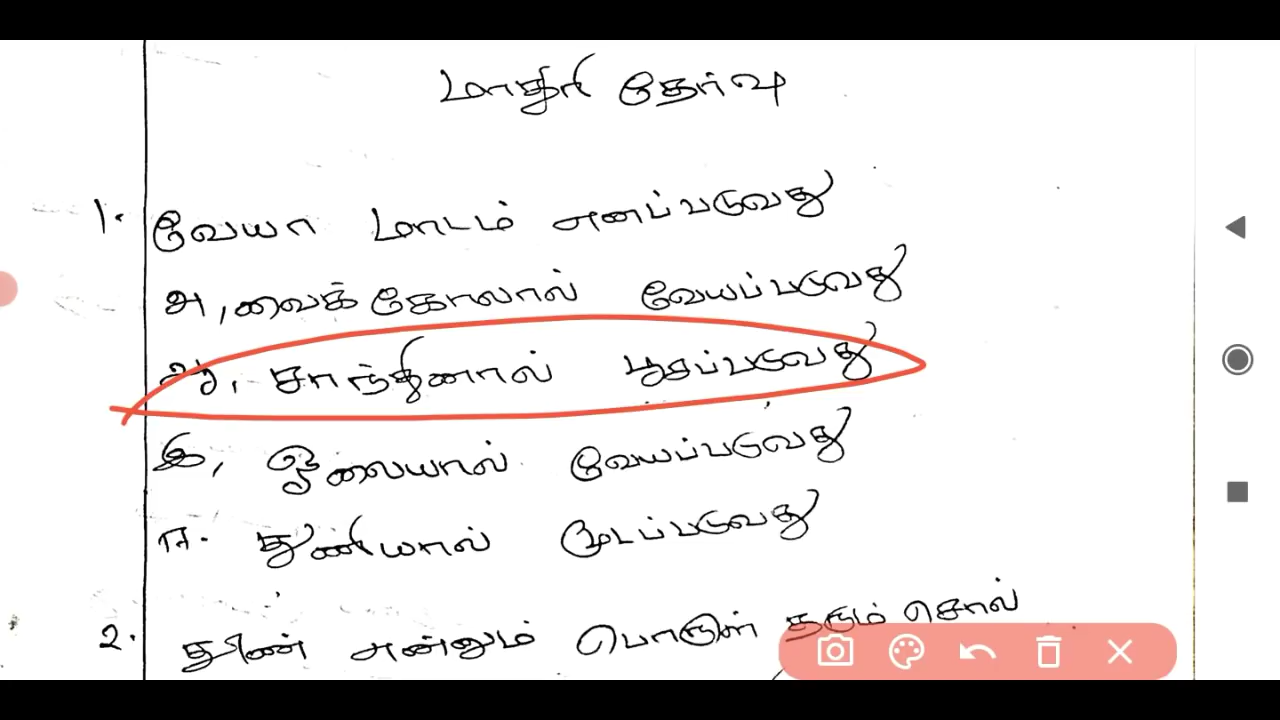 மாதிரி தேர்வு
1. வேயா மாடம் எனப்படுவது
அ, வைக்கோலால் வேயப்படுவது
ஆ, சாந்தினால் பூசப்படுவது
இ, ஓலையால் வேயப்படுவது
ஈ. துணியால் மூடப்படுவது
2. தூண் என்னும் பொருள் தரும் சொல்